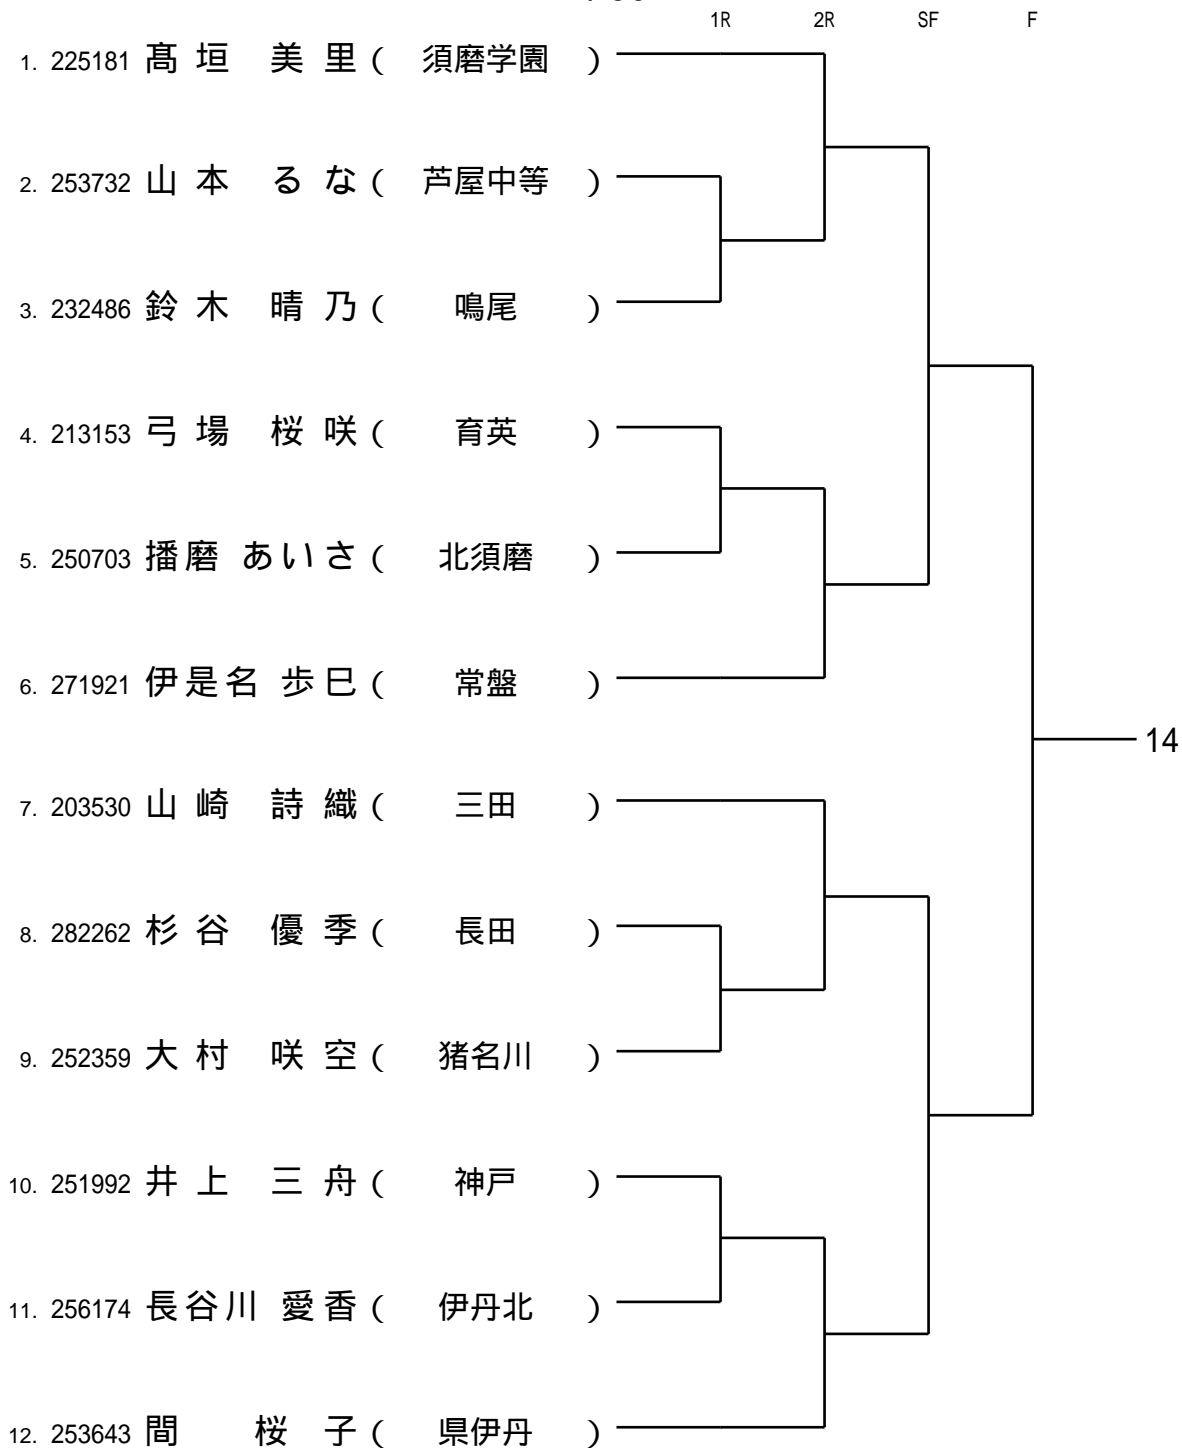 1R 2R SF F
1. 225181 髙垣 美里 ( 須磨学園 )
2. 253732 山本 るな ( 芦屋中等 )
3. 232486 鈴木 晴乃 ( 鳴尾 )
4. 213153 弓場 桜咲 ( 育英 )
5. 250703 播磨 あいさ ( 北須磨 )
6. 271921 伊是名 歩巳 ( 常盤 )
14
7. 203530 山崎 詩織 ( 三田 )
8. 282262 杉谷 優季 ( 長田 )
9. 252359 大村 咲空 ( 猪名川 )
10. 251992 井上 三舟 ( 神戸 )
11. 256174 長谷川 愛香 ( 伊丹北 )
12. 253643 間 桜子 ( 県伊丹 )